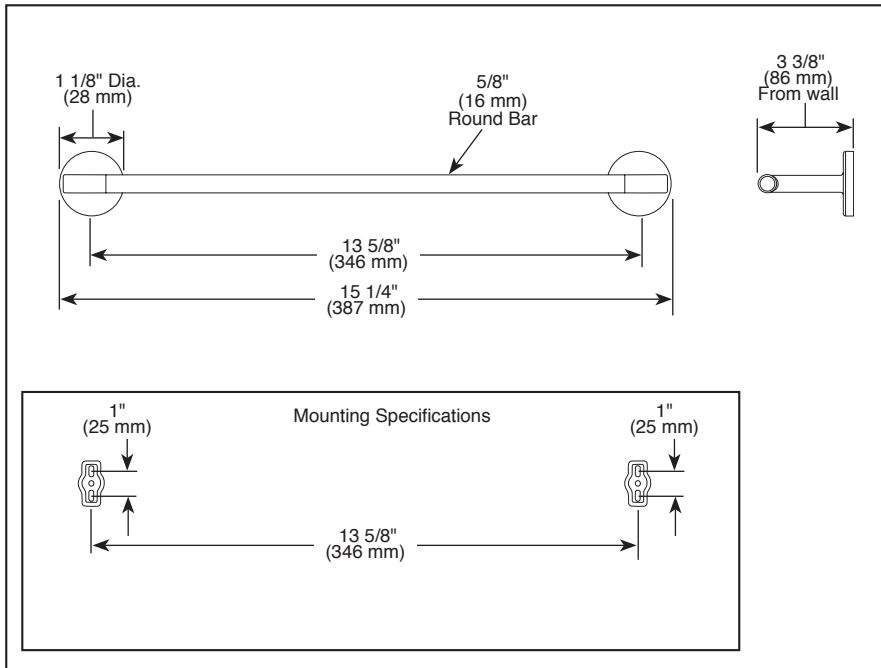 1 1/8" Dia.
(28 mm)
5/8"
(16 mm)
Round Bar
3 3/8"
(86 mm)
From wall
13 5/8"
(346 mm)
15 1/4"
(387 mm)
Mounting Specifications
1"
(25 mm)
1"
(25 mm)
13 5/8"
(346 mm)